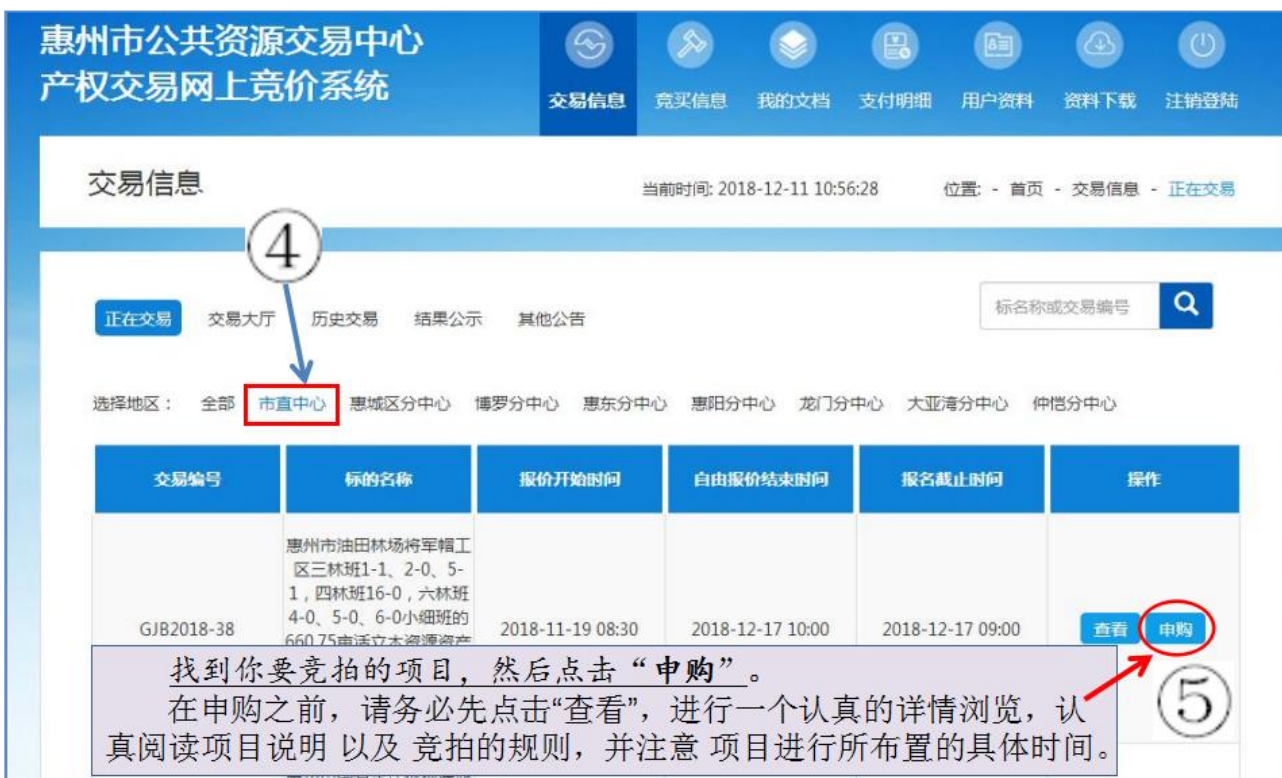 惠州市公共资源交易中心
产权交易网上竞价系统
交易信息 竞买信息 我的文档 支付明细 用户资料 资料下载 注销登陆
交易信息
当前时间: 2018-12-11 10:56:28 位置: - 首页 - 交易信息 - 正在交易
④
正在交易 交易大厅 历史交易 结果公示 其他公告
标名称或交易编号
选择地区： 全部 市直中心 惠城区分中心 博罗分中心 惠东分中心 惠阳分中心 龙门分中心 大亚湾分中心 仲恺分中心
交易编号 标的名称 报价开始时间 自由报价结束时间 报名截止时间 操作
惠州市油田林场将军帽工
区三林班1-1、2-0、5-
1，四林班16-0，六林班
4-0、5-0、6-0小细班的
660.75亩活立木资源资产
GJB2018-38 2018-11-19 08:30 2018-12-17 10:00 2018-12-17 09:00 查看 申购
找到你要竞拍的项目，然后点击“申购”。
在申购之前，请务必先点击“查看”，进行一个认真的详情浏览，认
真阅读项目说明 以及 竞拍的规则，并注意 项目进行所布置的具体时间。
⑤